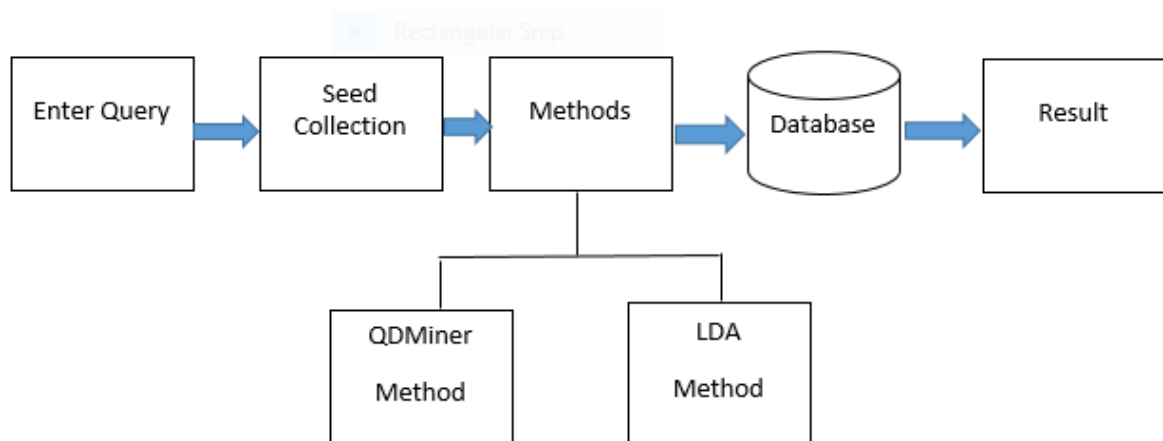 Rectangular Snip
Enter Query
Seed
Collection
Methods
Database
Result
QDMiner
Method
LDA
Method